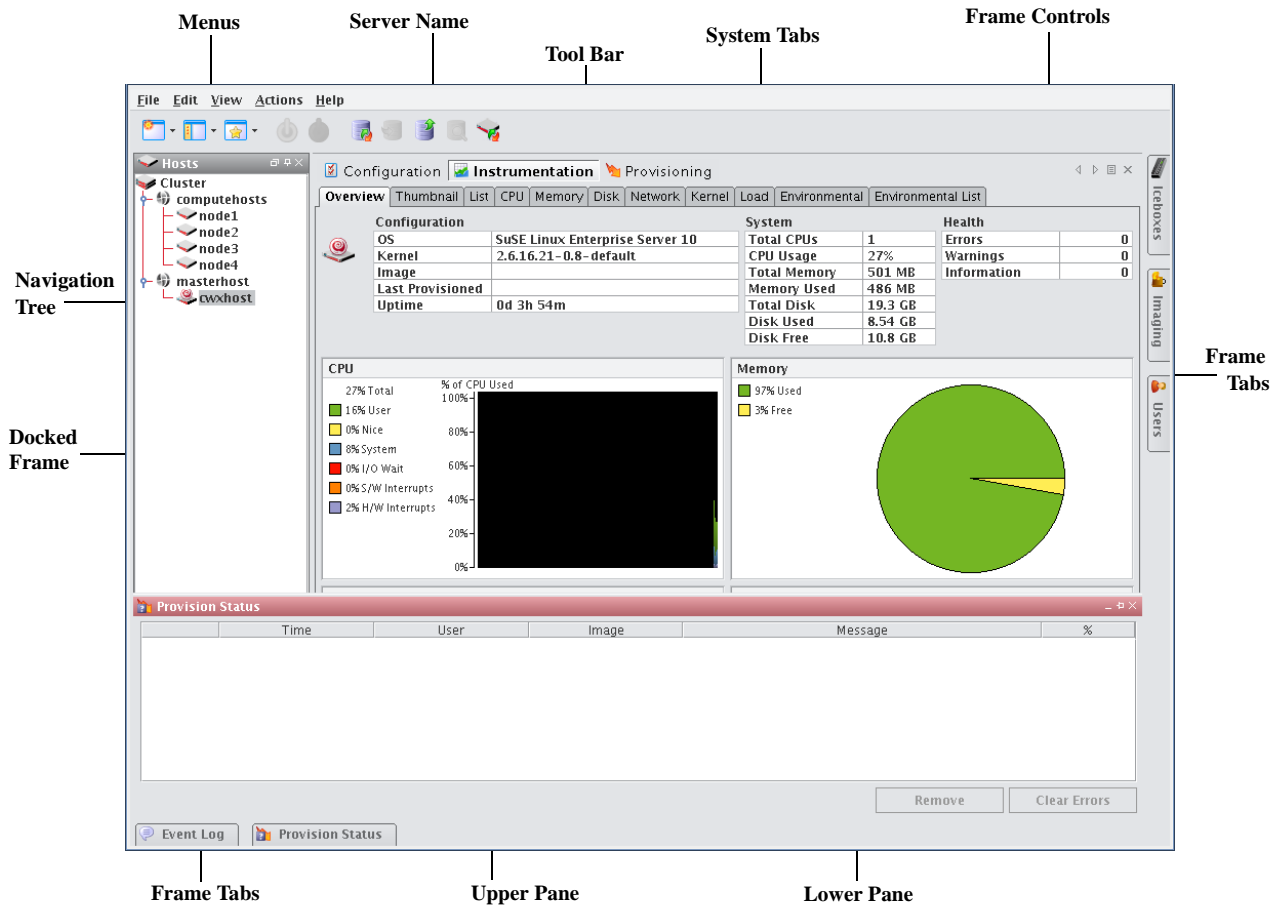 Menus
Server Name
Tool Bar
System Tabs
Frame Controls
File Edit View Actions Help
Hosts
Cluster
computehosts
node1
node2
node3
node4
masterhost
cwxhost
Navigation
Tree
Docked
Frame
Configuration Instrumentation Provisioning
Overview Thumbnail List CPU Memory Disk Network Kernel Load Environmental Environmental List
Configuration
OS SuSE Linux Enterprise Server 10
Kernel 2.6.16.21-0.8-default
Image
Last Provisioned
Uptime 0d 3h 54m
System
Total CPUs 1
CPU Usage 27%
Total Memory 501 MB
Memory Used 486 MB
Total Disk 19.3 GB
Disk Used 8.54 GB
Disk Free 10.8 GB
Health
Errors 0
Warnings 0
Information 0
CPU
27% Total
16% User
0% Nice
8% System
0% I/O Wait
0% S/W Interrupts
2% H/W Interrupts
% of CPU Used
100%
80%
60%
40%
20%
0%
Memory
97% Used
3% Free
Iceboxes
Imaging
Users
Frame
Tabs
Provision Status
Time User Image Message %
Remove Clear Errors
Event Log Provision Status
Frame Tabs
Upper Pane
Lower Pane